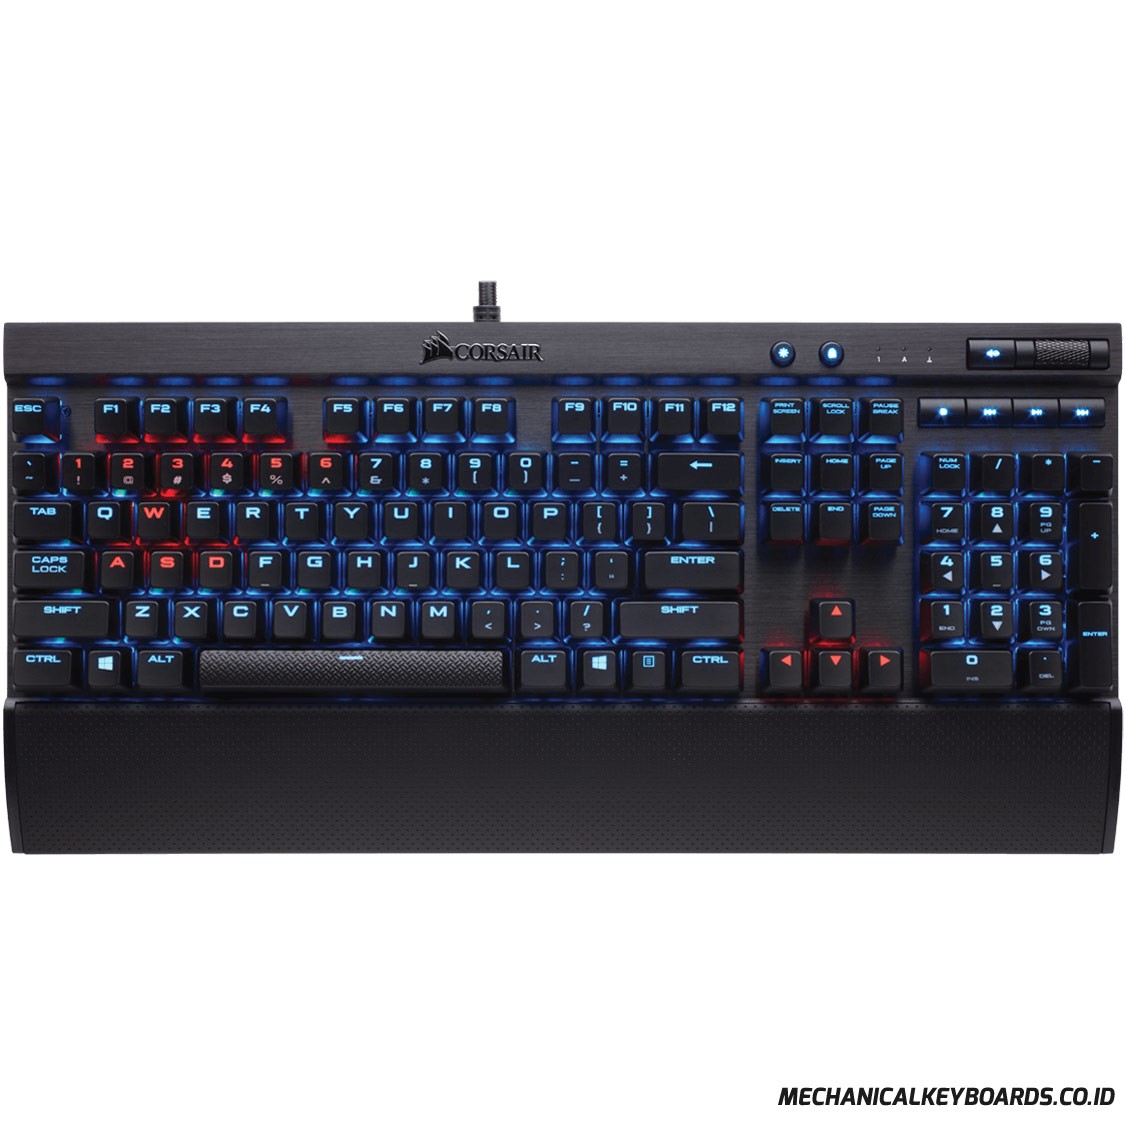 CORSAIR
1 A
ESC F1 F2 F3 F4 F5 F6 F7 F8 F9 F10 F11 F12 PRINT SCREEN SCROLL LOCK PAUSE BREAK
` ~ 1 ! 2 @ 3 # 4 $ 5 % 6 ^ 7 & 8 * 9 ( 0 ) - _ = + INSERT HOME PAGE UP NUM LOCK / * -
TAB Q W E R T Y U I O P [ { ] } \ | DELETE END PAGE DOWN 7 HOME 8 9 PG UP +
CAPS LOCK A S D F G H J K L ; : ' " ENTER 4 5 6
SHIFT Z X C V B N M , < . > / ? SHIFT 1 END 2 3 PG DWN ENTER
CTRL ALT ALT CTRL 0 INS . DEL
MECHANICALKEYBOARDS.CO.ID